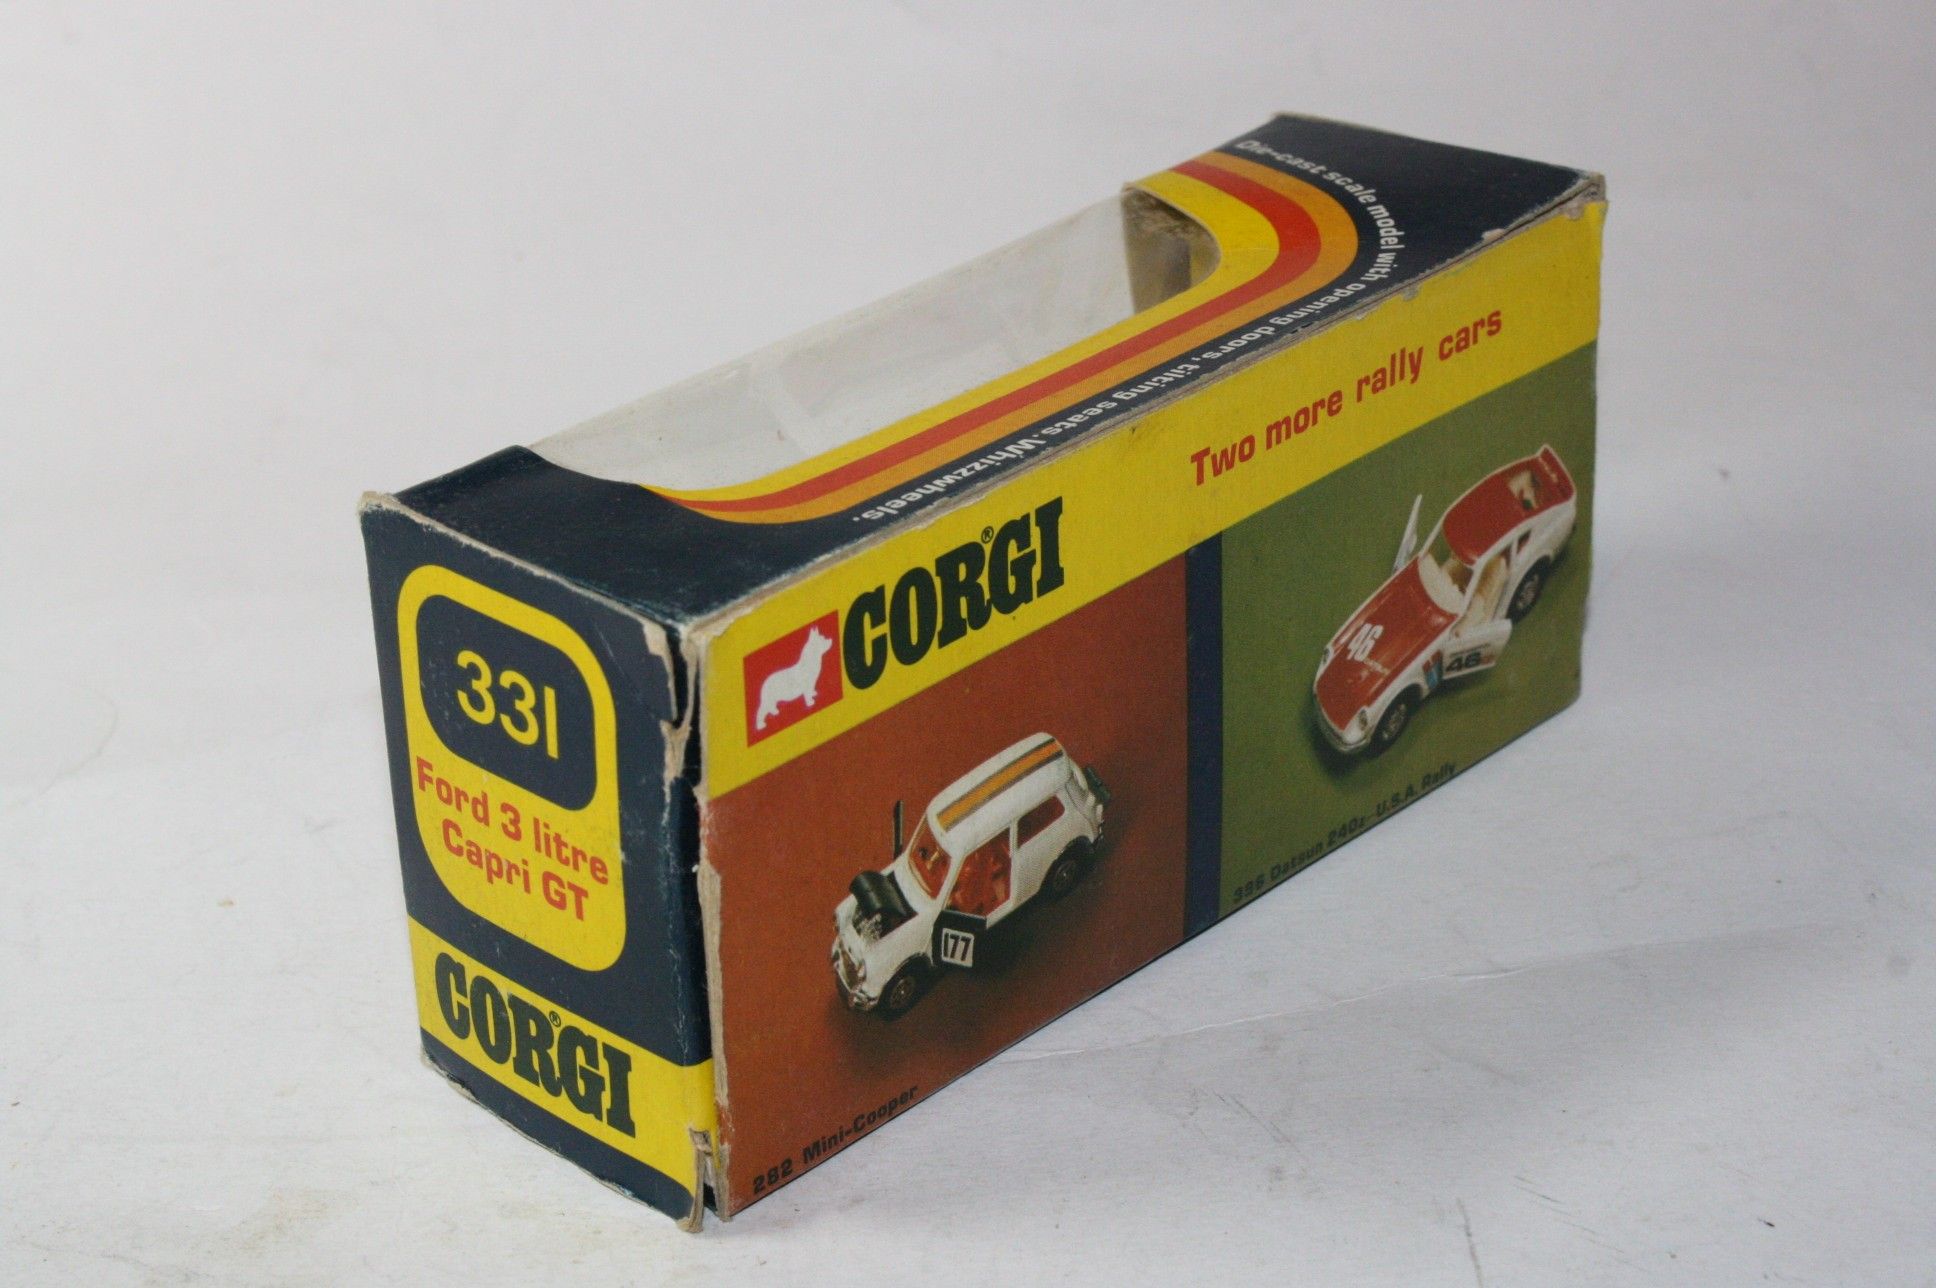 Die-cast scale model with opening doors, tilting seats. Whizzwheels.
Two more rally cars
CORGI®
331
Ford 3 litre
Capri GT
CORGI®
177
282 Mini-Cooper
46
46
396 Datsun 240z U.S.A. Rally